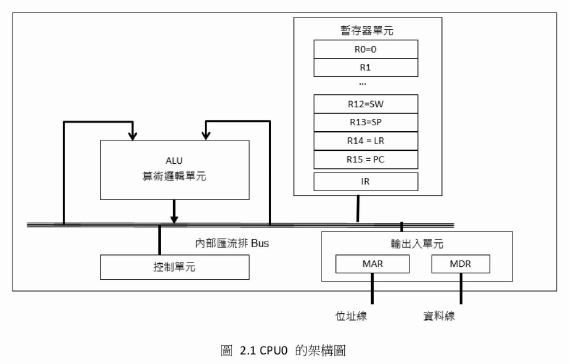 暫存器單元
R0=0
R1
...
R12=SW
R13=SP
R14 = LR
R15 = PC
IR
ALU
算術邏輯單元
內部匯流排 Bus
控制單元
輸出入單元
MAR
MDR
位址線
資料線
圖 2.1 CPU0 的架構圖